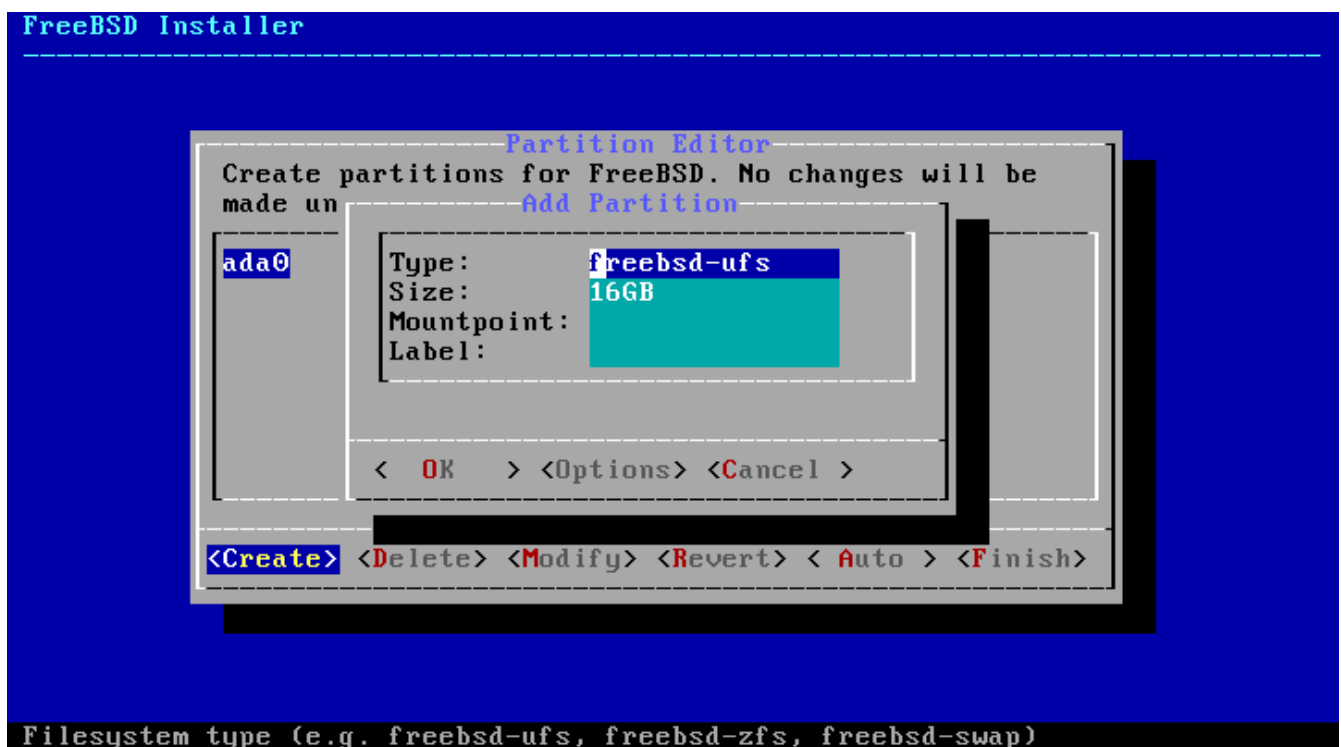 FreeBSD Installer
Partition Editor
Create partitions for FreeBSD. No changes will be
made un
Add Partition
ada0
Type: freebsd-ufs
Size: 16GB
Mountpoint:
Label:
< OK > <Options> <Cancel >
<Create> <Delete> <Modify> <Revert> < Auto > <Finish>
Filesystem type (e.g. freebsd-ufs, freebsd-zfs, freebsd-swap)